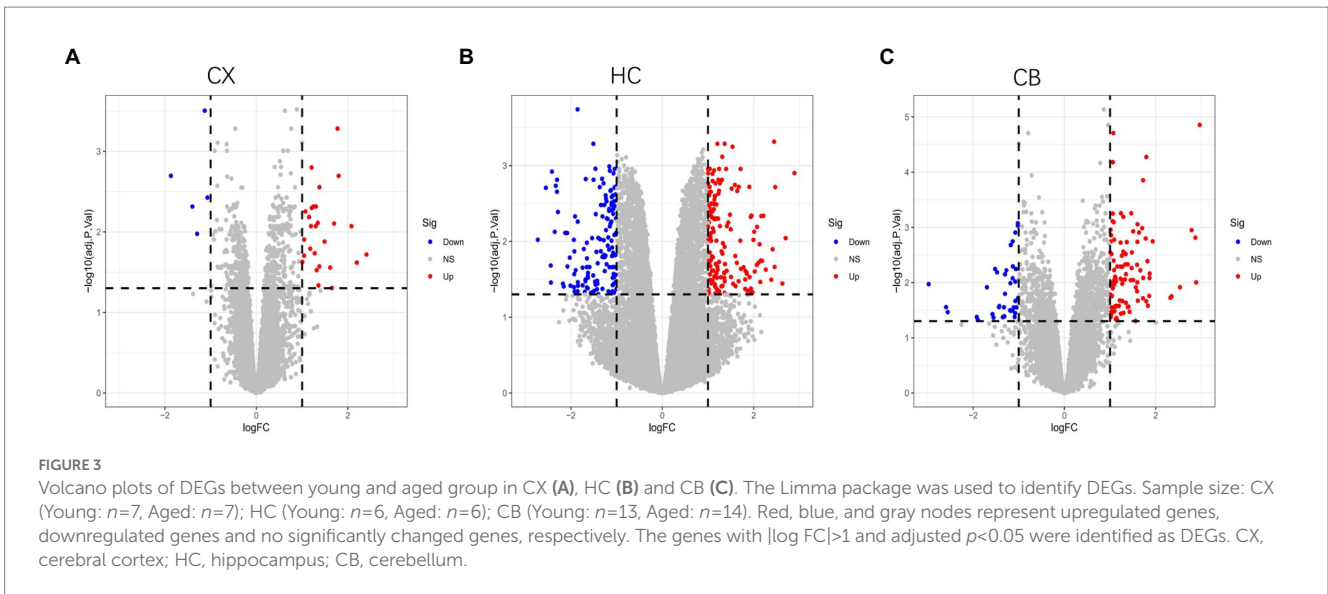 A
CX
−log10(adj.P.Val)
3
2
1
0
−2
0
2
logFC
Sig
Down
NS
Up
B
HC
−log10(adj.P.Val)
3
2
1
0
−2
0
2
logFC
Sig
Down
NS
Up
C
CB
−log10(adj.P.Val)
5
4
3
2
1
0
−2
0
2
logFC
Sig
Down
NS
Up
FIGURE 3
Volcano plots of DEGs between young and aged group in CX (A), HC (B) and CB (C). The Limma package was used to identify DEGs. Sample size: CX
(Young: n=7, Aged: n=7); HC (Young: n=6, Aged: n=6); CB (Young: n=13, Aged: n=14). Red, blue, and gray nodes represent upregulated genes,
downregulated genes and no significantly changed genes, respectively. The genes with |log FC|>1 and adjusted p<0.05 were identified as DEGs. CX,
cerebral cortex; HC, hippocampus; CB, cerebellum.